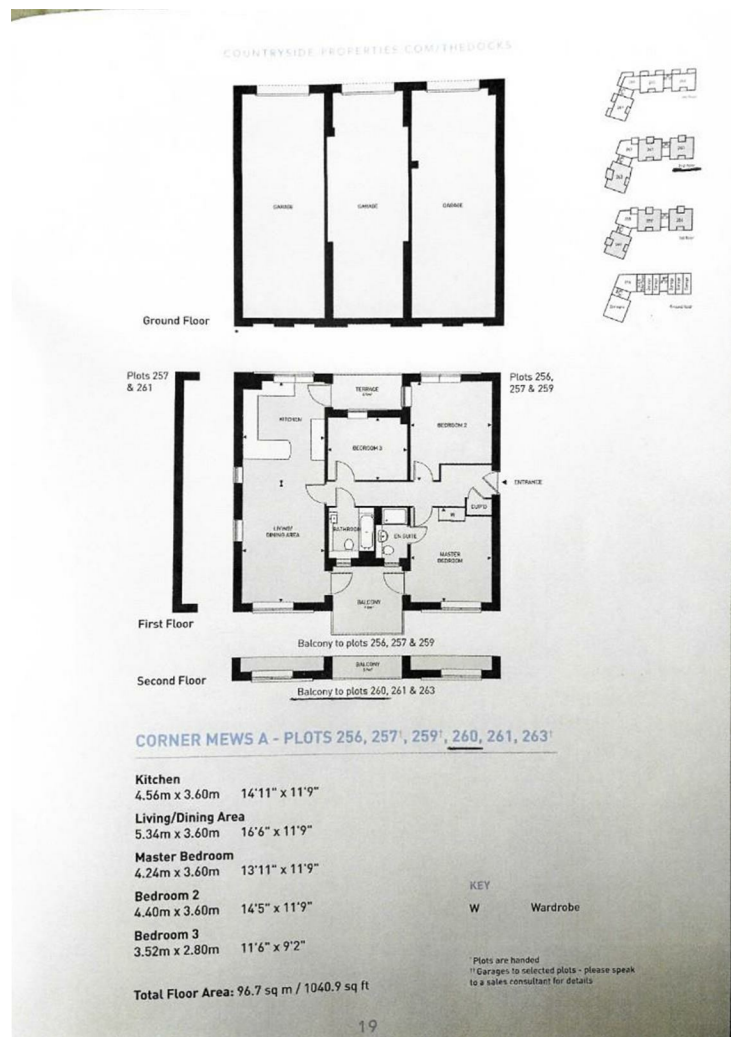 COUNTRYSIDE-PROPERTIES.COM/THEDOCKS
GARAGE
GARAGE
GARAGE
Ground Floor
Plots 257
& 261
Plots 256,
257 & 259
TERRACE
KITCHEN
BEDROOM 2
BEDROOM 3
ENTRANCE
CUP'D
W
LIVING/
DINING AREA
BATHROOM
EN SUITE
MASTER
BEDROOM
BALCONY
First Floor
Balcony to plots 256, 257 & 259
BALCONY
Second Floor
Balcony to plots 260, 261 & 263
CORNER MEWS A - PLOTS 256, 257†, 259†, 260, 261, 263†
Kitchen
4.56m x 3.60m 14'11" x 11'9"
Living/Dining Area
5.34m x 3.60m 16'6" x 11'9"
Master Bedroom
4.24m x 3.60m 13'11" x 11'9"
Bedroom 2
4.40m x 3.60m 14'5" x 11'9"
Bedroom 3
3.52m x 2.80m 11'6" x 9'2"
Total Floor Area: 96.7 sq m / 1040.9 sq ft
KEY
W Wardrobe
†Plots are handed
††Garages to selected plots - please speak
to a sales consultant for details
19